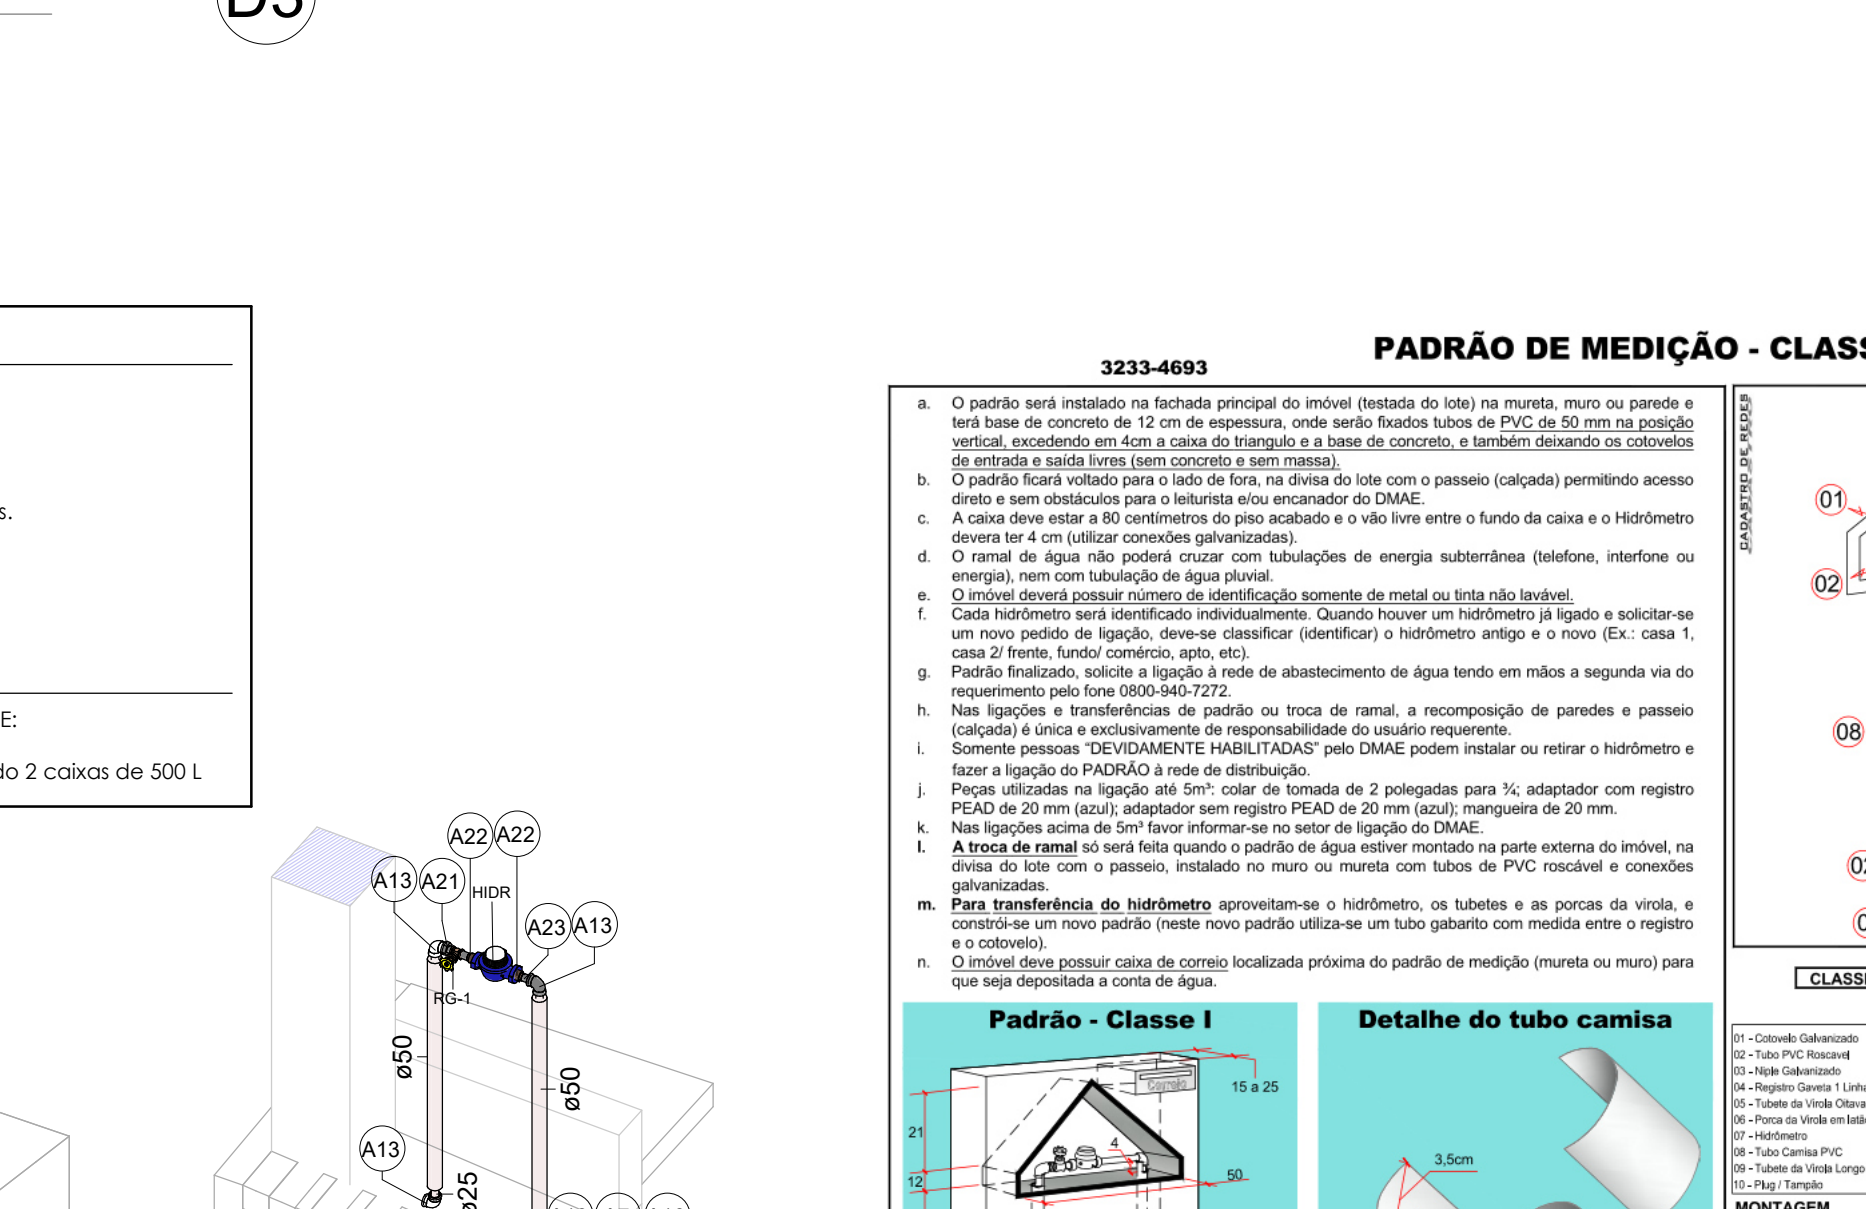 D3
s.
E:
do 2 caixas de 500 L
A22
A22
A13
A21
HIDR
A23
A13
RG-1
ø50
ø50
A13
ø25
PADRÃO DE MEDIÇÃO - CLASS
3233-4693
a. O padrão será instalado na fachada principal do imóvel (testada do lote) na mureta, muro ou parede e
terá base de concreto de 12 cm de espessura, onde serão fixados tubos de PVC de 50 mm na posição
vertical, excedendo em 4cm a caixa do triangulo e a base de concreto, e também deixando os cotovelos
de entrada e saída livres (sem concreto e sem massa).
b. O padrão ficará voltado para o lado de fora, na divisa do lote com o passeio (calçada) permitindo acesso
direto e sem obstáculos para o leiturista e/ou encanador do DMAE.
c. A caixa deve estar a 80 centímetros do piso acabado e o vão livre entre o fundo da caixa e o Hidrômetro
devera ter 4 cm (utilizar conexões galvanizadas).
d. O ramal de água não poderá cruzar com tubulações de energia subterrânea (telefone, interfone ou
energia), nem com tubulação de água pluvial.
e. O imóvel deverá possuir número de identificação somente de metal ou tinta não lavável.
f. Cada hidrômetro será identificado individualmente. Quando houver um hidrômetro já ligado e solicitar-se
um novo pedido de ligação, deve-se classificar (identificar) o hidrômetro antigo e o novo (Ex.: casa 1,
casa 2/ frente, fundo/ comércio, apto, etc).
g. Padrão finalizado, solicite a ligação à rede de abastecimento de água tendo em mãos a segunda via do
requerimento pelo fone 0800-940-7272.
h. Nas ligações e transferências de padrão ou troca de ramal, a recomposição de paredes e passeio
(calçada) é única e exclusivamente de responsabilidade do usuário requerente.
i. Somente pessoas “DEVIDAMENTE HABILITADAS” pelo DMAE podem instalar ou retirar o hidrômetro e
fazer a ligação do PADRÃO à rede de distribuição.
j. Peças utilizadas na ligação até 5m³: colar de tomada de 2 polegadas para ¾; adaptador com registro
PEAD de 20 mm (azul); adaptador sem registro PEAD de 20 mm (azul); mangueira de 20 mm.
k. Nas ligações acima de 5m³ favor informar-se no setor de ligação do DMAE.
l. A troca de ramal só será feita quando o padrão de água estiver montado na parte externa do imóvel, na
divisa do lote com o passeio, instalado no muro ou mureta com tubos de PVC roscável e conexões
galvanizadas.
m. Para transferência do hidrômetro aproveitam-se o hidrômetro, os tubetes e as porcas da virola, e
constrói-se um novo padrão (neste novo padrão utiliza-se um tubo gabarito com medida entre o registro
e o cotovelo).
n. O imóvel deve possuir caixa de correio localizada próxima do padrão de medição (mureta ou muro) para
que seja depositada a conta de água.
Padrão - Classe I
Correio
15 a 25
21
4
12
50
Detalhe do tubo camisa
3,5cm
CADASTRO DE REDES
01
02
08
02
0
CLASS
01 - Cotovelo Galvanizado
02 - Tubo PVC Roscavel
03 - Niple Galvanizado
04 - Registro Gaveta 1 Linha
05 - Tubete da Virola Oitava
06 - Porca da Virola em latão
07 - Hidrômetro
08 - Tubo Camisa PVC
09 - Tubete da Virola Longo
10 - Plug / Tampão
MONTAGEM